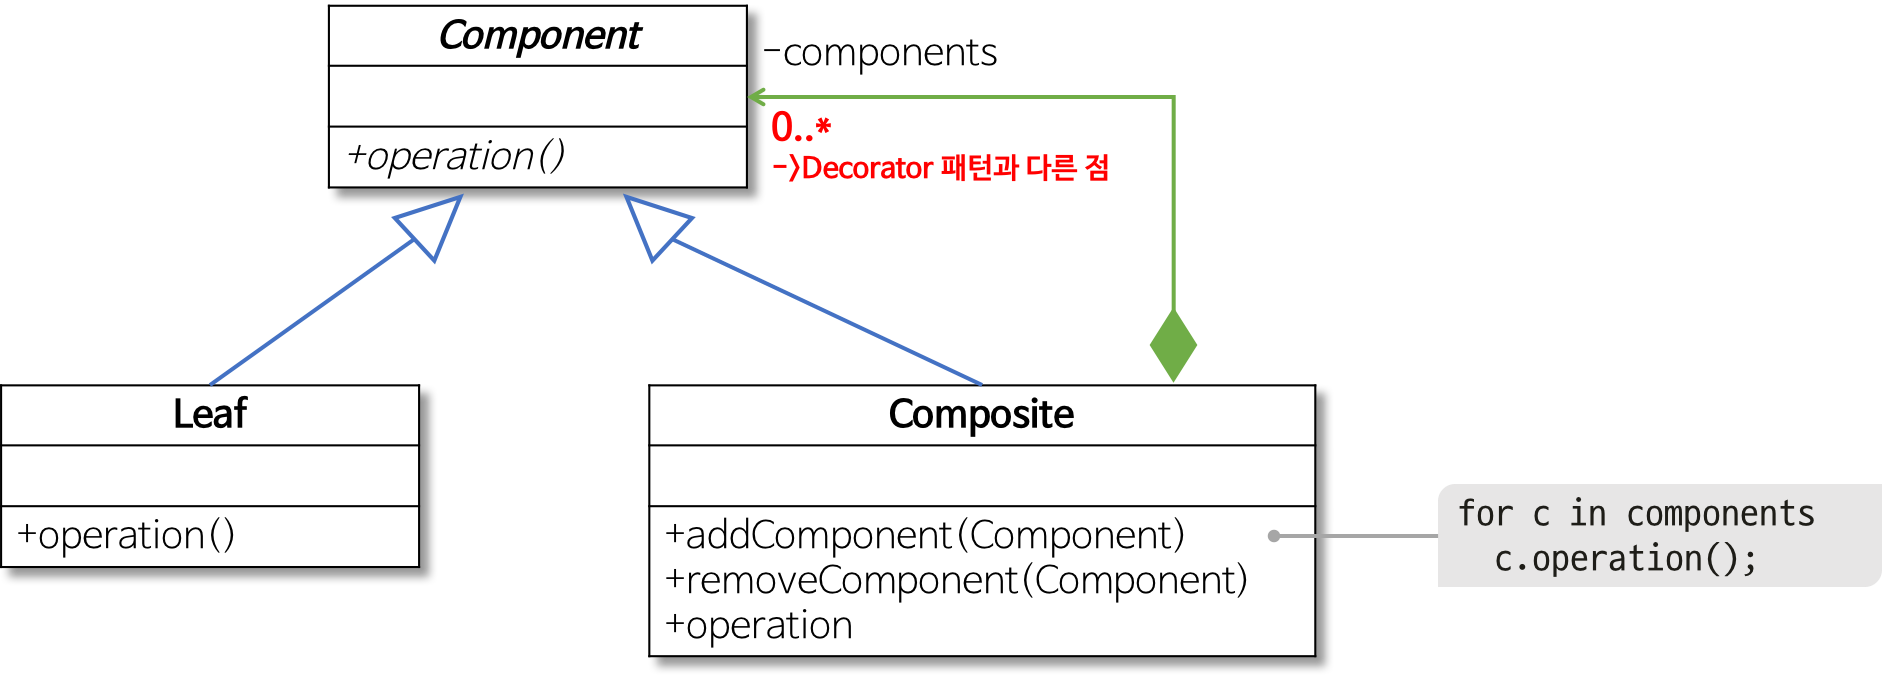 Component
-components
0..*
->Decorator 패턴과 다른 점
+operation()
Leaf
+operation()
Composite
+addComponent(Component)
+removeComponent(Component)
+operation
for c in components
c.operation();